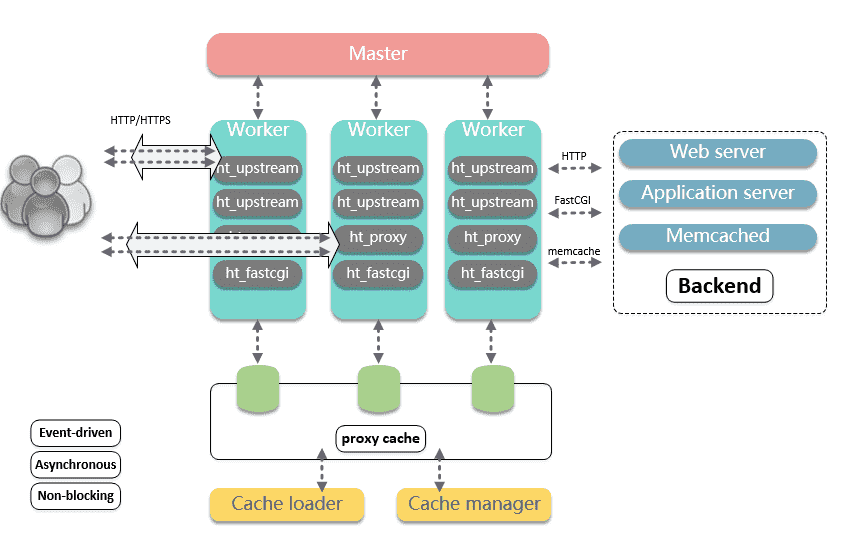 Master
HTTP/HTTPS
Worker
Worker
Worker
ht_upstream
ht_upstream
ht_upstream
ht_upstream
ht_upstream
ht_upstream
ht_proxy
ht_proxy
ht_fastcgi
ht_fastcgi
ht_fastcgi
HTTP
FastCGI
memcache
Web server
Application server
Memcached
Backend
proxy cache
Event-driven
Asynchronous
Non-blocking
Cache loader
Cache manager